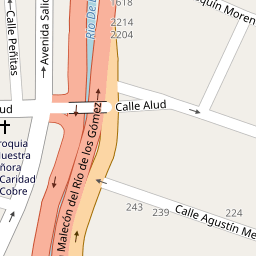 1618
2214
2204
Calle Peñitas
Avenida Salid
Río De L
quín Moren
Calle Alud
ud
roquia
uestra
ñora
Caridad
Cobre
Malecón del Río de los Gómez
243
239
224
Calle Agustín Me